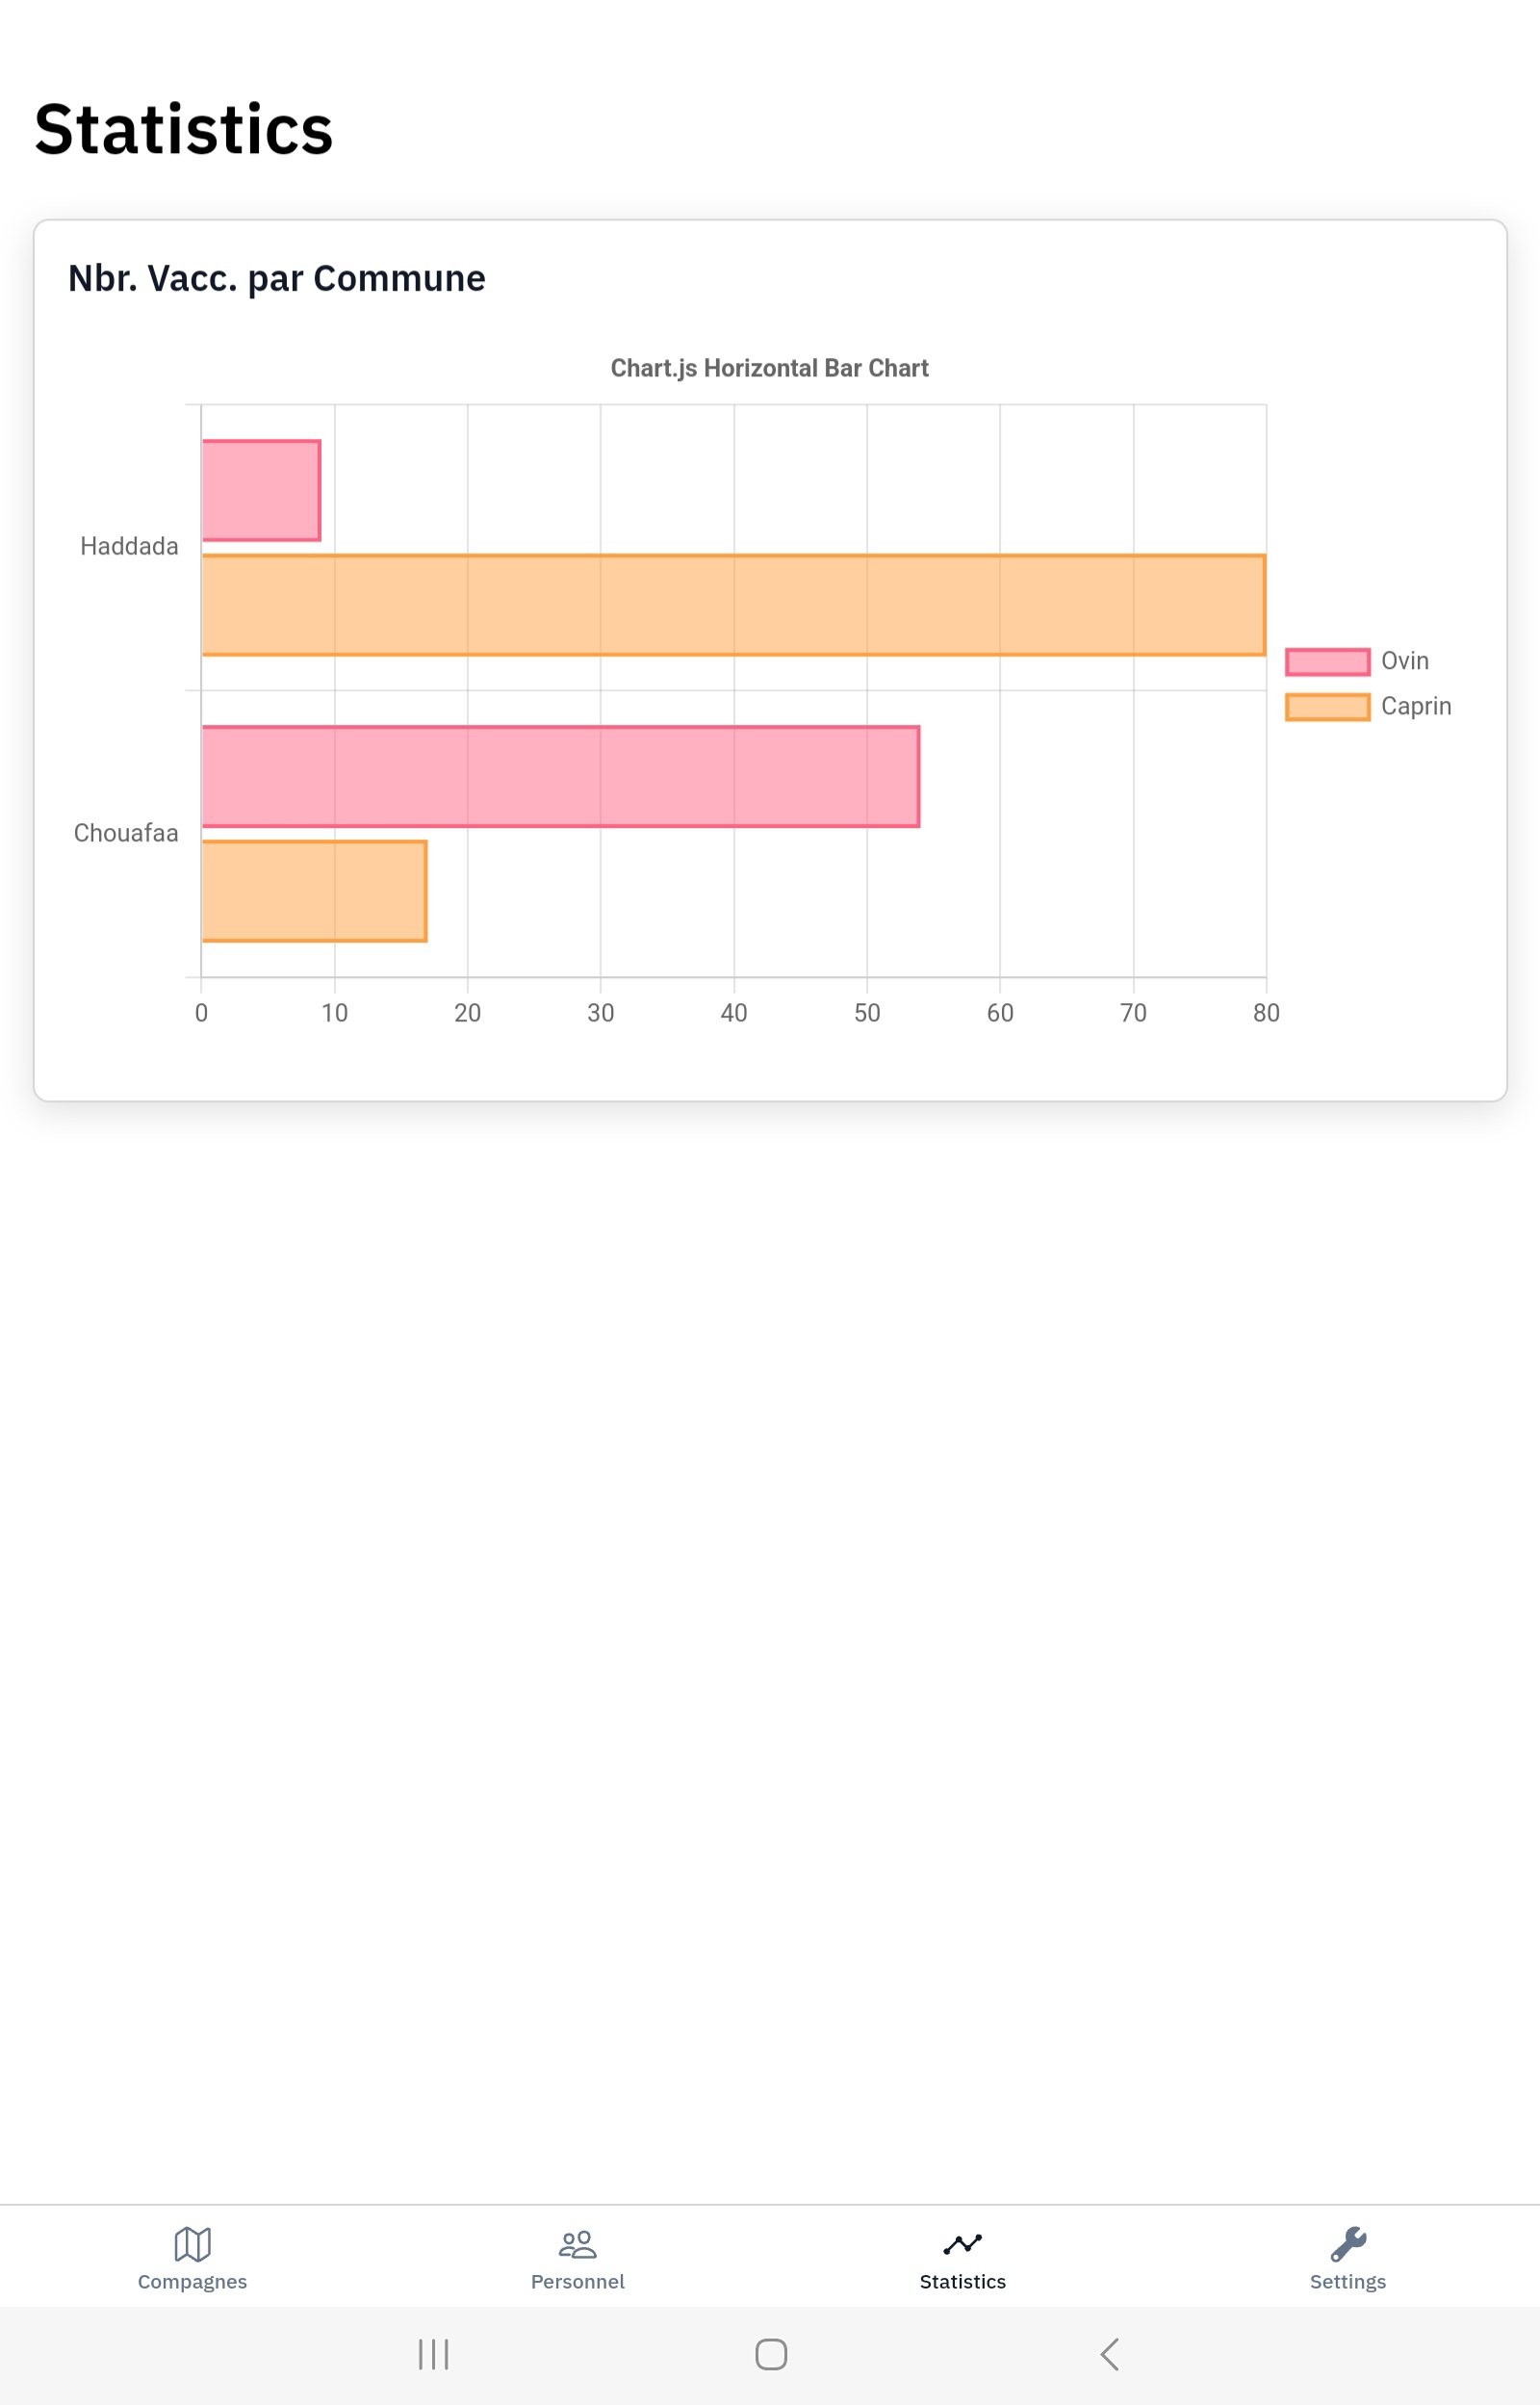 Statistics
Nbr. Vacc. par Commune
Chart.js Horizontal Bar Chart
Haddada
Ovin
Caprin
Chouafaa
0 10 20 30 40 50 60 70 80
Compagnes Personnel Statistics Settings